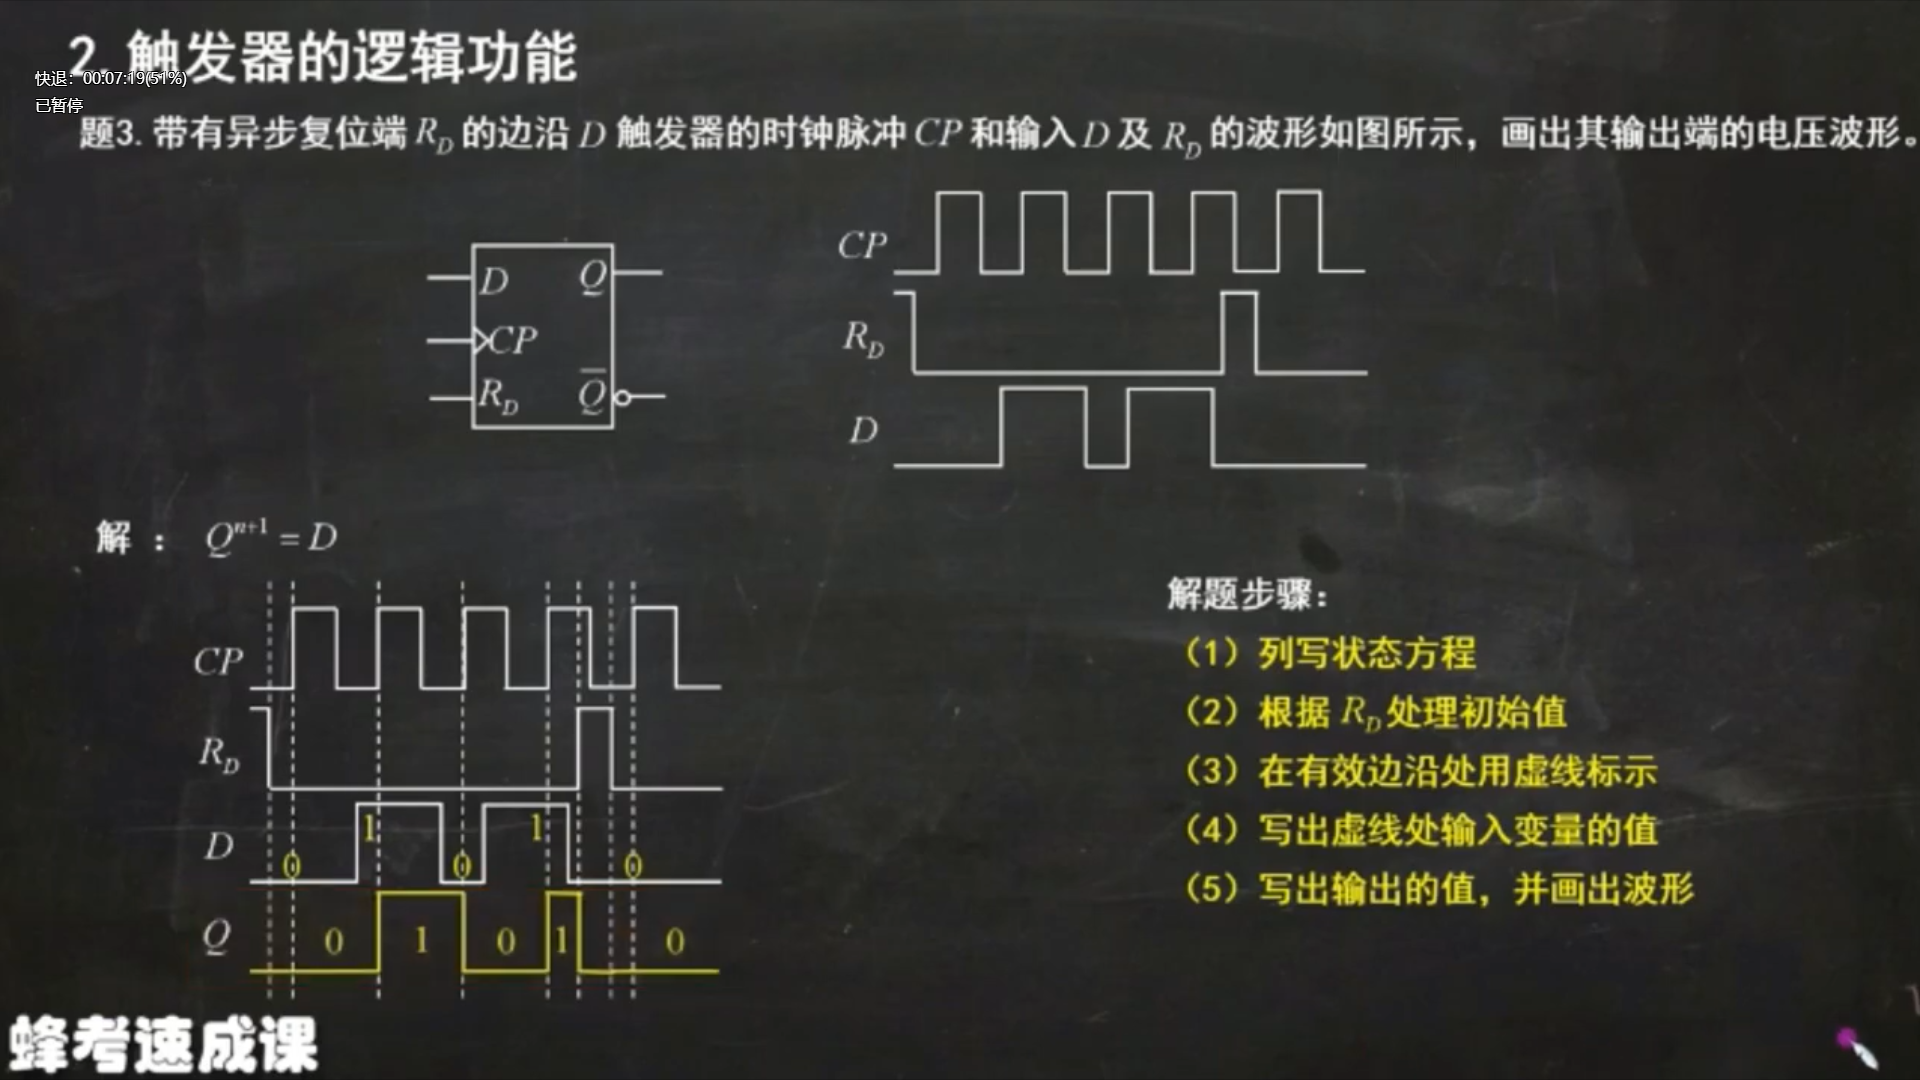 2. 触发器的逻辑功能
快退：00:07:19(51%)
已暂停
题3. 带有异步复位端 R_D 的边沿 D 触发器的时钟脉冲 CP 和输入 D 及 R_D 的波形如图所示，画出其输出端的电压波形。
D Q
CP
R_D Q̅
CP
R_D
D
解 ： Q^{n+1} = D
CP
R_D
D 0 1 0 1 0
Q 0 1 0 1 0
解题步骤：
（1）列写状态方程
（2）根据 R_D 处理初始值
（3）在有效边沿处用虚线标示
（4）写出虚线处输入变量的值
（5）写出输出的值，并画出波形
蜂考速成课